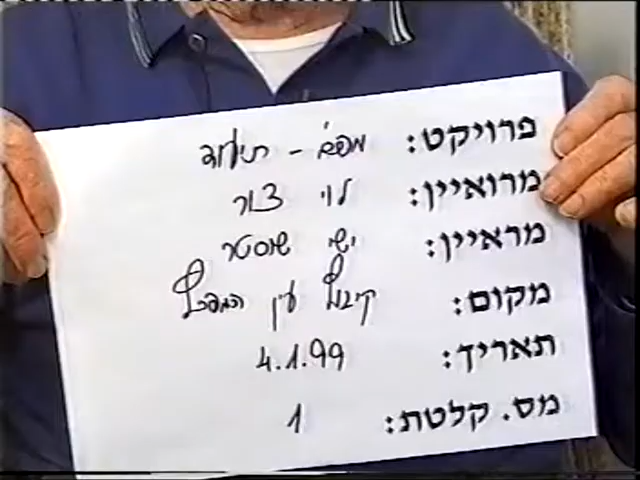 פרויקט: מפ"ם - תיעוד
מרואיין: לוי צור
מראיין: ישי שוסטר
מקום: קיבוץ עין המפרץ
תאריך: 4.1.99
מס. קלטת: 1